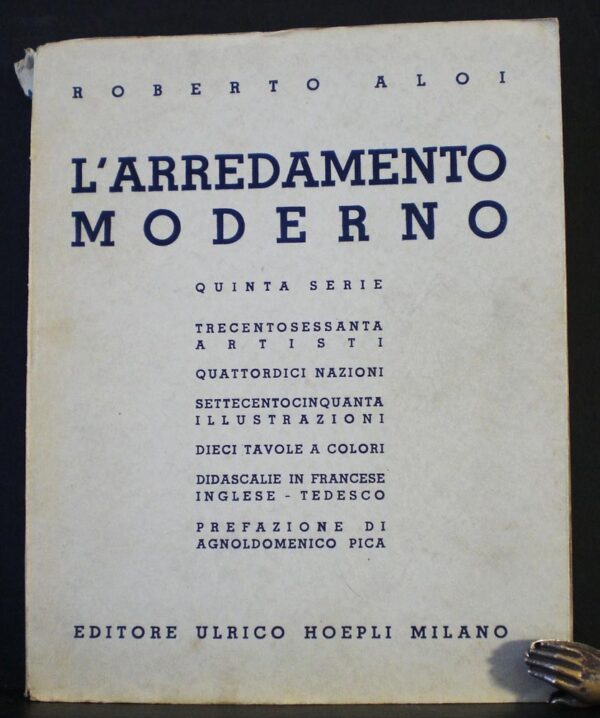 ROBERTO ALOI
L'ARREDAMENTO
MODERNO
QUINTA SERIE
TRECENTOSESSANTA
ARTISTI
QUATTORDICI NAZIONI
SETTECENTOCINQUANTA
ILLUSTRAZIONI
DIECI TAVOLE A COLORI
DIDASCALIE IN FRANCESE
INGLESE - TEDESCO
PREFAZIONE DI
AGNOLDOMENICO PICA
EDITORE ULRICO HOEPLI MILANO